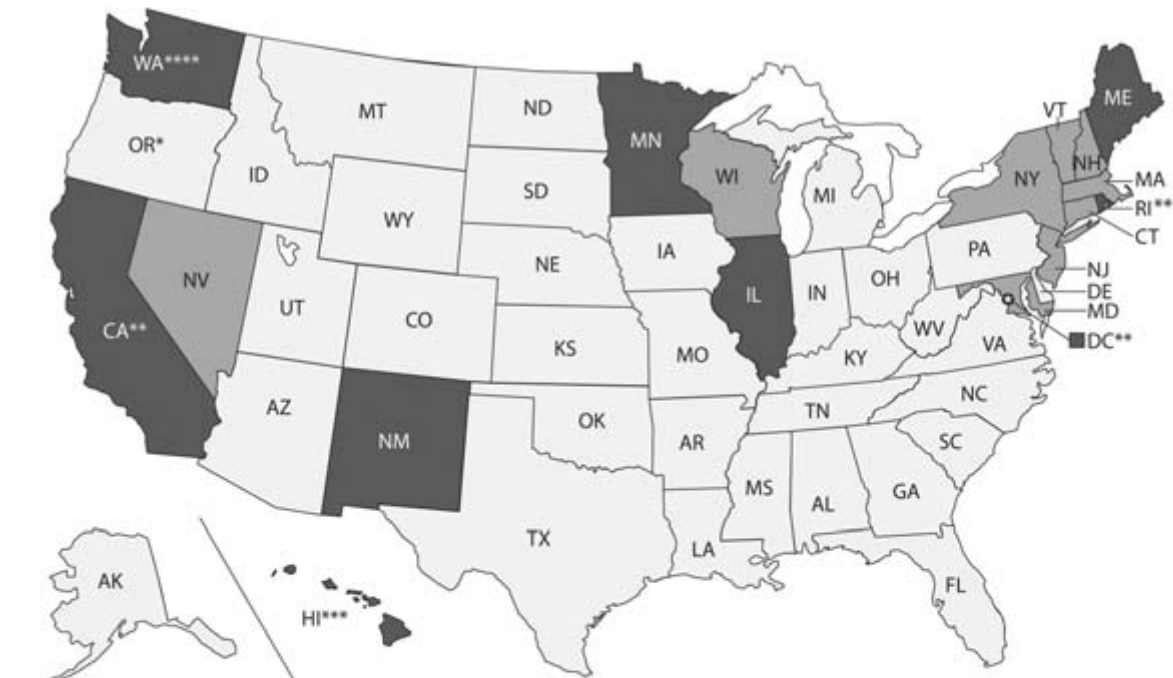 WA****
ME
MT
ND
VT
OR*
MN
ID
SD
WI
NH
NY
MA
MI
RI**
WY
CT
IA
PA
NE
NJ
NV
OH
IL
IN
DE
UT
MD
CO
WV
CA**
DC**
VA
KS
MO
KY
NC
AZ
TN
OK
NM
AR
SC
MS
GA
AL
TX
LA
AK
FL
HI***